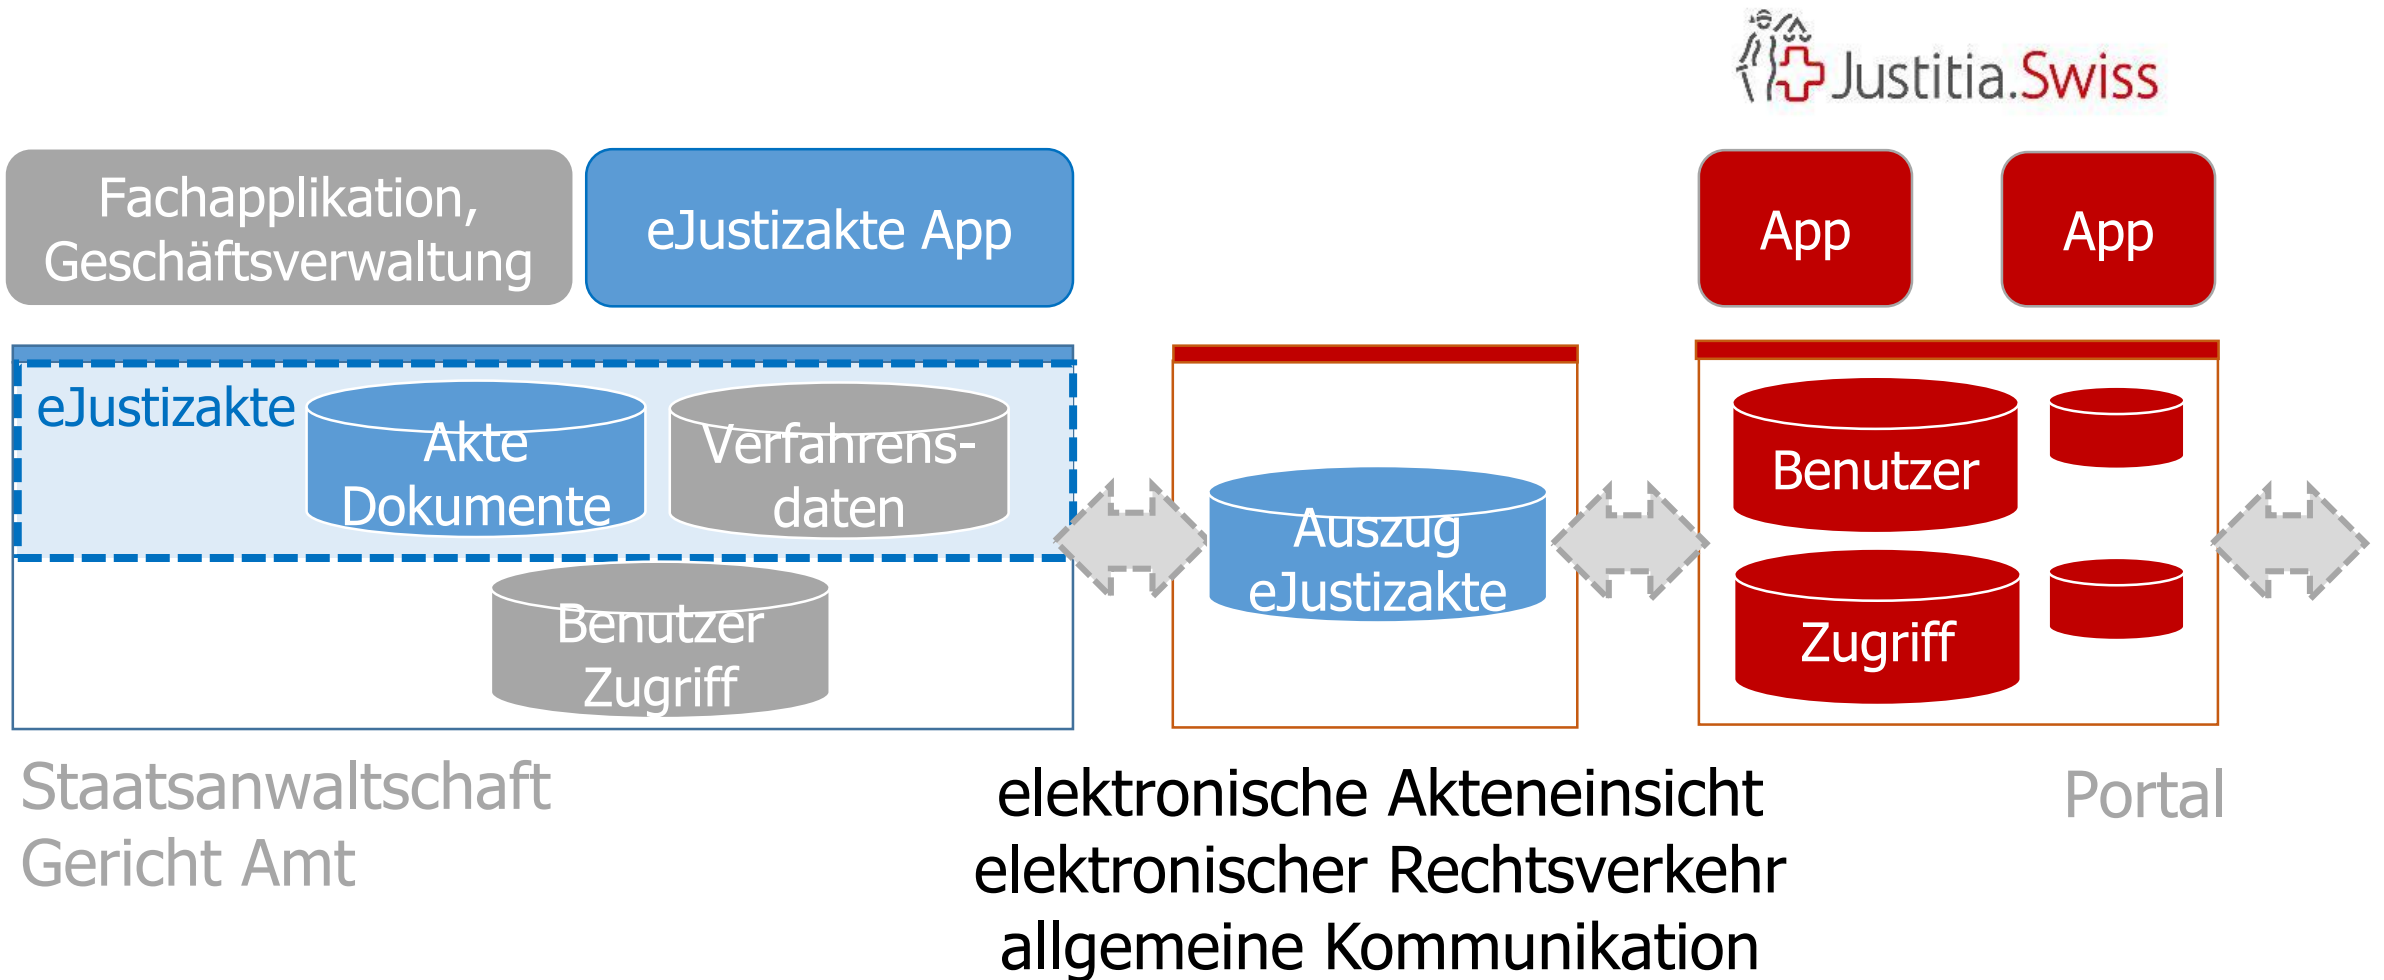 Justitia.Swiss
Fachapplikation,
Geschäftsverwaltung
eJustizakte App
App
App
eJustizakte
Akte
Dokumente
Verfahrens-
daten
Benutzer
Zugriff
Auszug
eJustizakte
Benutzer
Zugriff
Staatsanwaltschaft
Gericht Amt
elektronische Akteneinsicht
elektronischer Rechtsverkehr
allgemeine Kommunikation
Portal